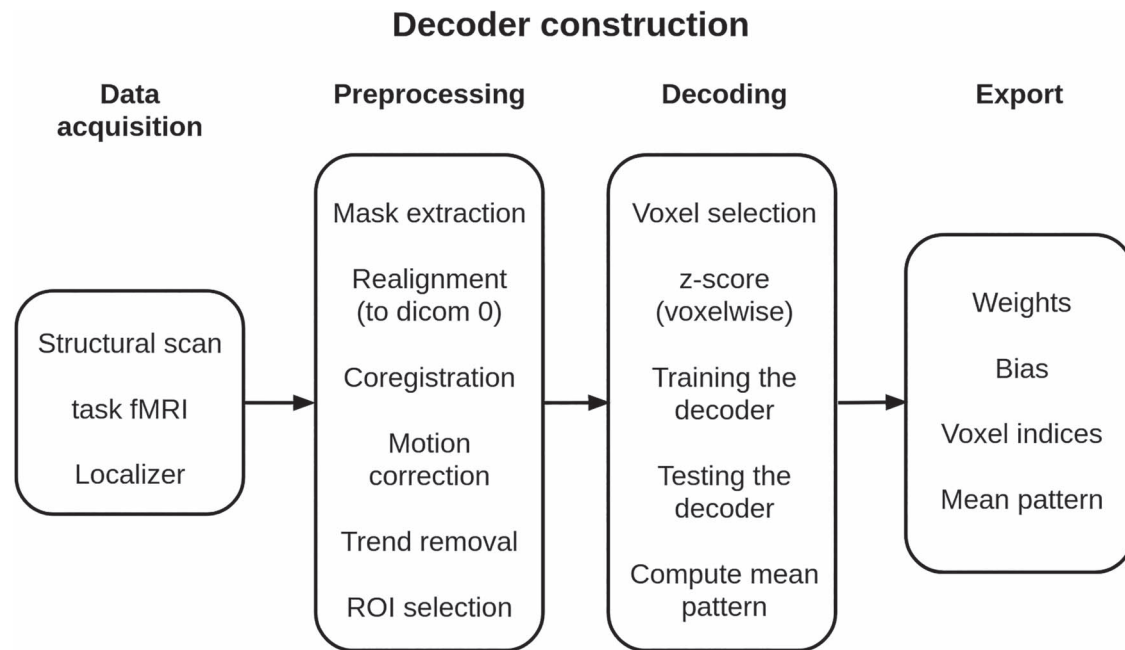 Decoder construction
Data
acquisition
Structural scan
task fMRI
Localizer
Preprocessing
Mask extraction
Realignment
(to dicom 0)
Coregistration
Motion
correction
Trend removal
ROI selection
Decoding
Voxel selection
z-score
(voxelwise)
Training the
decoder
Testing the
decoder
Compute mean
pattern
Export
Weights
Bias
Voxel indices
Mean pattern